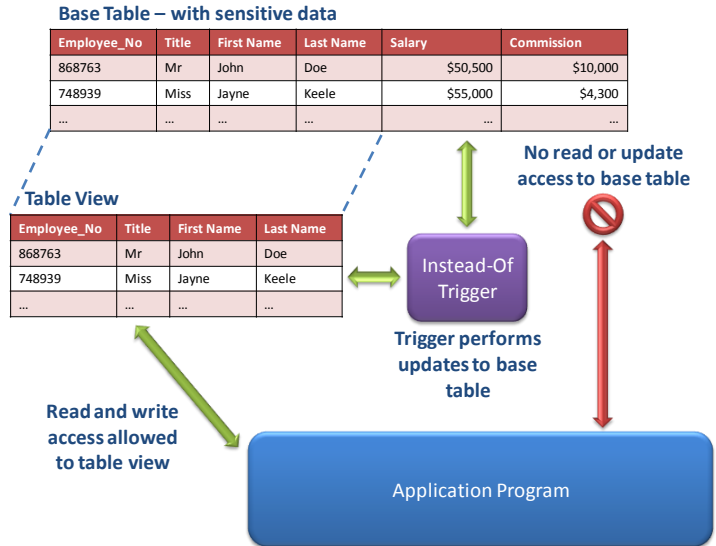 Base Table – with sensitive data
Employee_No Title First Name Last Name Salary Commission
868763 Mr John Doe $50,500 $10,000
748939 Miss Jayne Keele $55,000 $4,300
... ... ... ... ... ...
No read or update
access to base table
Table View
Employee_No Title First Name Last Name
868763 Mr John Doe
748939 Miss Jayne Keele
... ... ... ...
Instead-Of
Trigger
Trigger performs
updates to base
table
Read and write
access allowed
to table view
Application Program